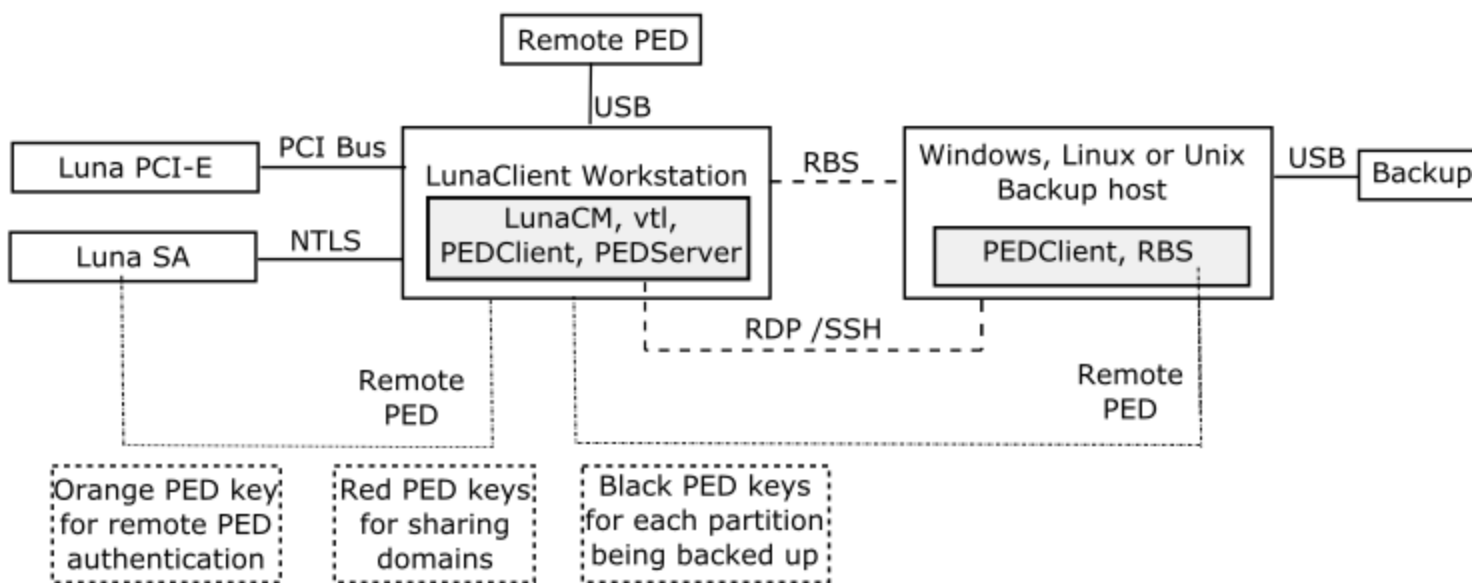 Remote PED
USB
Luna PCI-E
PCI Bus
LunaClient Workstation
LunaCM, vtl,
PEDClient, PEDServer
RBS
Windows, Linux or Unix
Backup host
PEDClient, RBS
USB
Backup
Luna SA
NTLS
RDP /SSH
Remote
PED
Remote
PED
Orange PED key
for remote PED
authentication
Red PED keys
for sharing
domains
Black PED keys
for each partition
being backed up